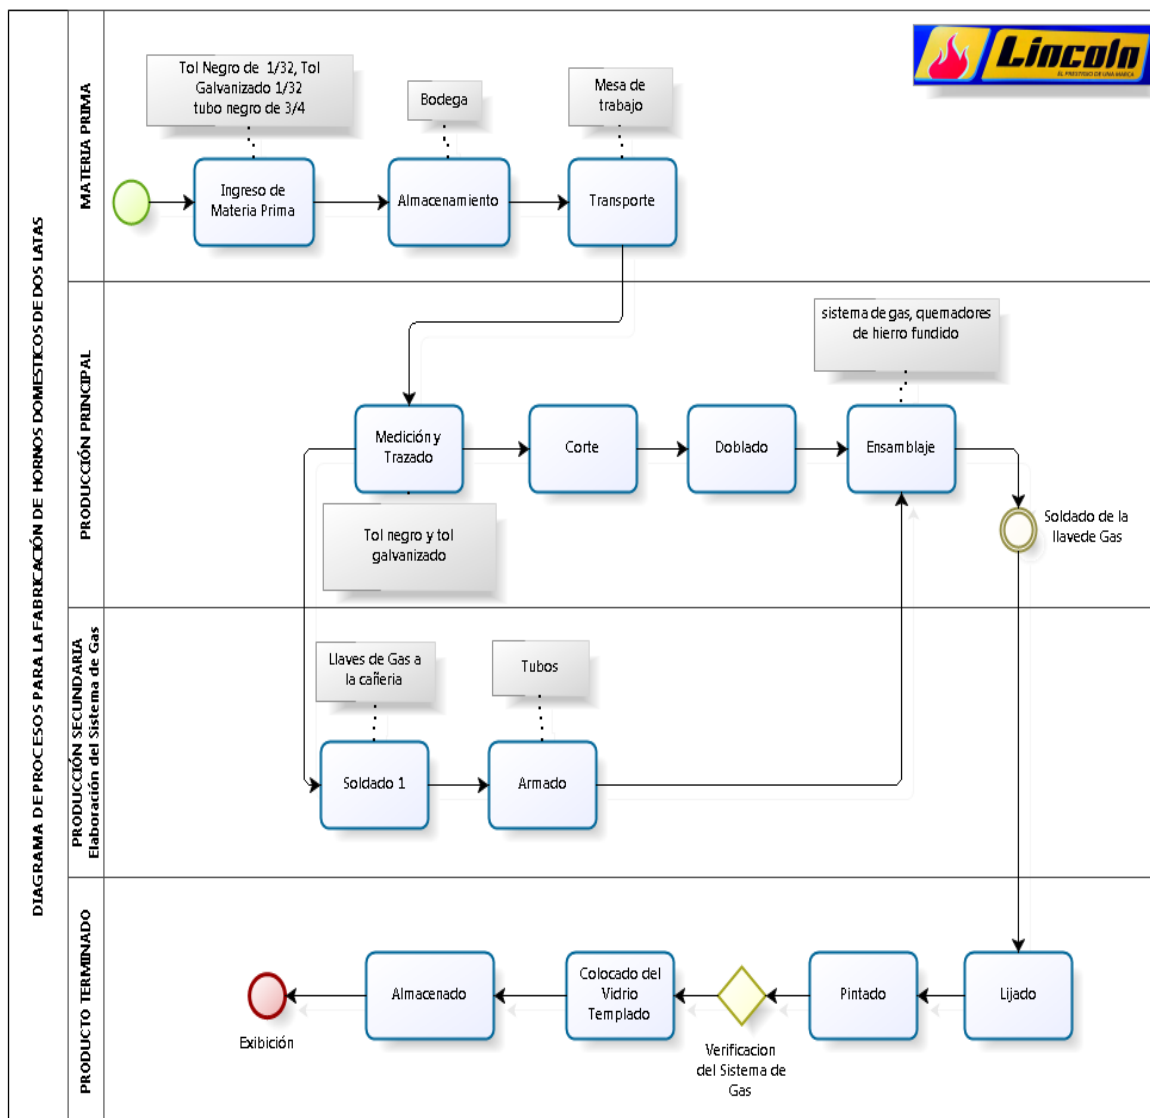 DIAGRAMA DE PROCESOS PARA LA FABRICACIÓN DE HORNOS DOMESTICOS DE DOS LATAS
MATERIA PRIMA
Lincoln
EL PRESTIGIO DE UNA MARCA
Tol Negro de 1/32, Tol
Galvanizado 1/32
tubo negro de 3/4
Bodega
Mesa de
trabajo
Ingreso de
Materia Prima
Almacenamiento
Transporte
PRODUCCIÓN PRINCIPAL
sistema de gas, quemadores
de hierro fundido
Medición y
Trazado
Corte
Doblado
Ensamblaje
Tol negro y tol
galvanizado
Soldado de la
llavede Gas
PRODUCCIÓN SECUNDARIA
Elaboración del Sistema de Gas
Llaves de Gas a
la cañeria
Tubos
Soldado 1
Armado
PRODUCTO TERMINADO
Exibición
Almacenado
Colocado del
Vidrio
Templado
Verificacion
del Sistema de
Gas
Pintado
Lijado